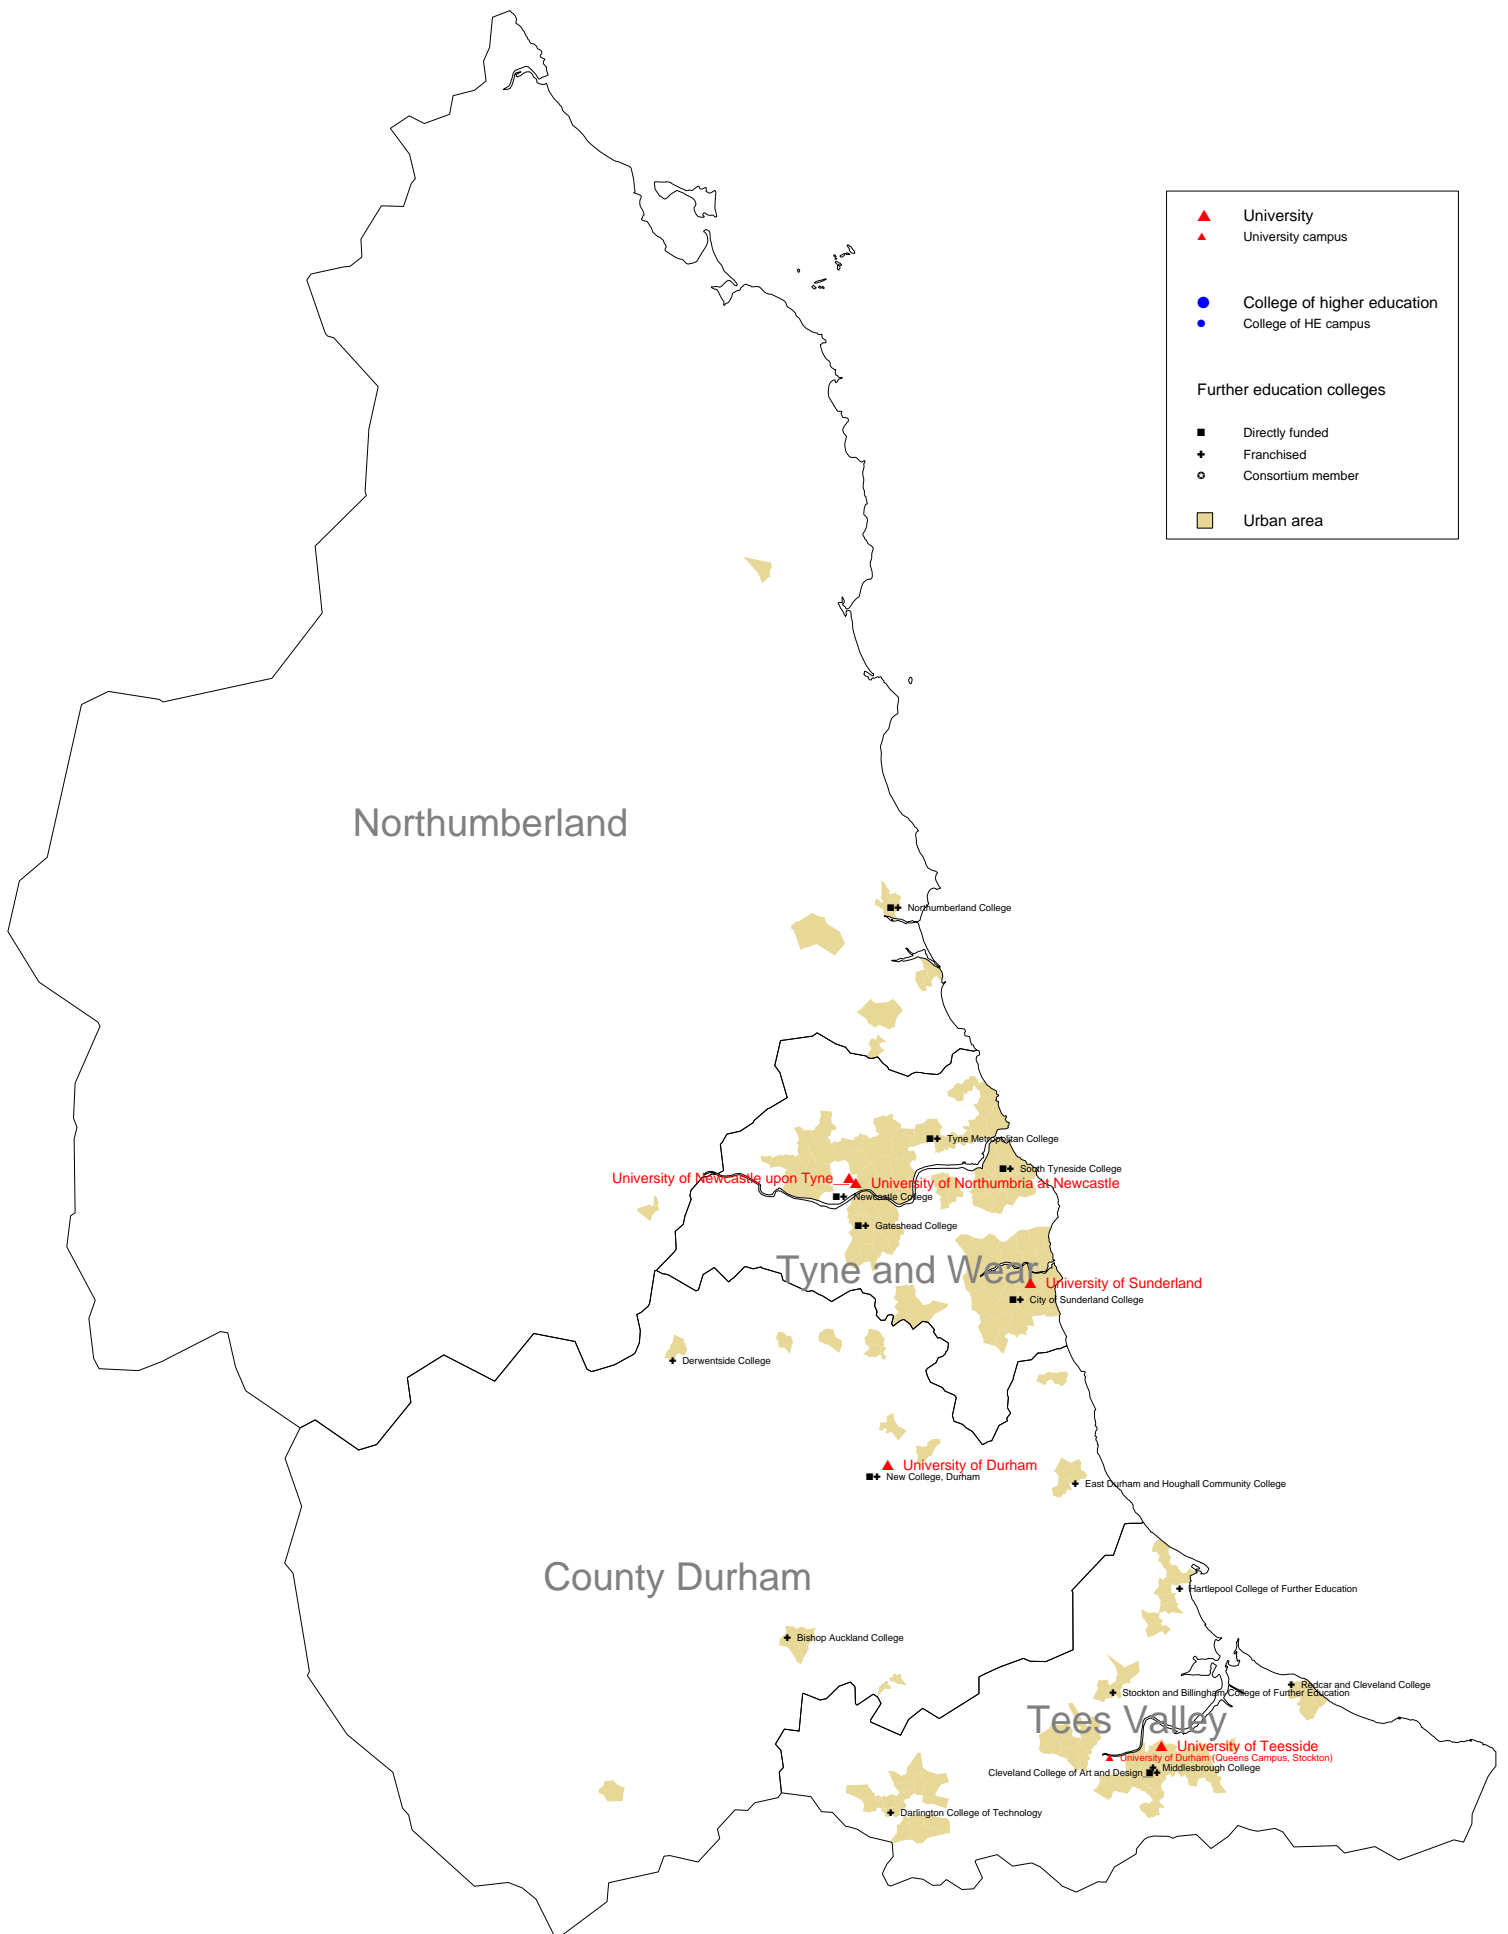 University
University campus
College of higher education
College of HE campus
Further education colleges
Directly funded
Franchised
Consortium member
Urban area
Northumberland
Northumberland College
Tyne Metropolitan College
South Tyneside College
University of Newcastle upon Tyne
University of Northumbria at Newcastle
Newcastle College
Gateshead College
Tyne and Wear
University of Sunderland
City of Sunderland College
Derwentside College
University of Durham
New College, Durham
East Durham and Houghall Community College
County Durham
Hartlepool College of Further Education
Bishop Auckland College
Redcar and Cleveland College
Stockton and Billingham College of Further Education
Tees Valley
University of Teesside
University of Durham (Queens Campus, Stockton)
Middlesbrough College
Cleveland College of Art and Design
Darlington College of Technology